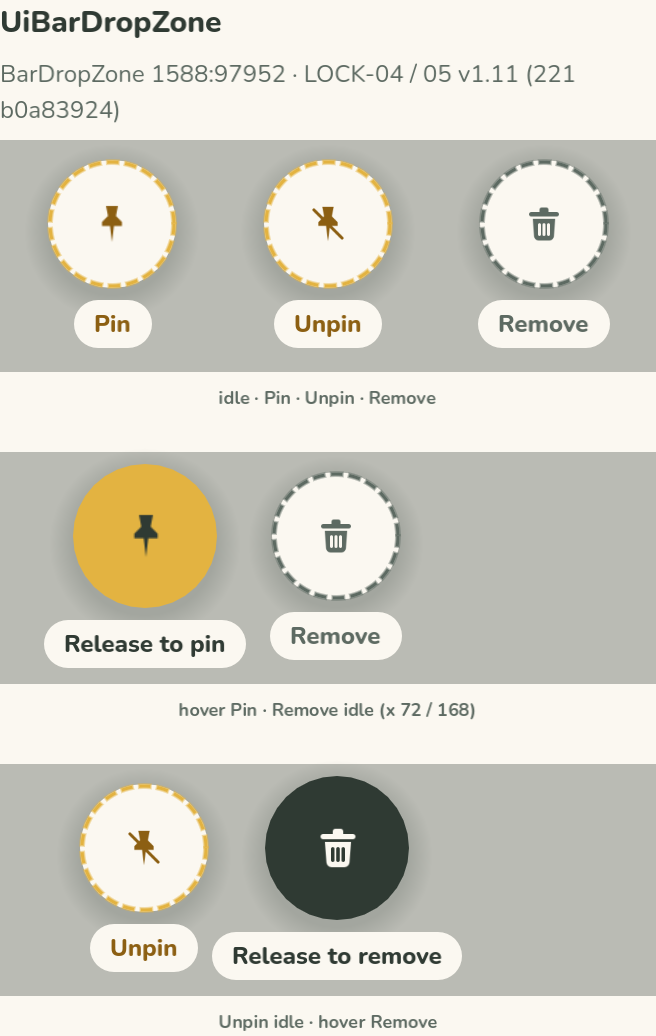 UiBarDropZone
BarDropZone 1588:97952 · LOCK-04 / 05 v1.11 (221
b0a83924)
Pin
Unpin
Remove
idle · Pin · Unpin · Remove
Release to pin
Remove
hover Pin · Remove idle (x 72 / 168)
Unpin
Release to remove
Unpin idle · hover Remove